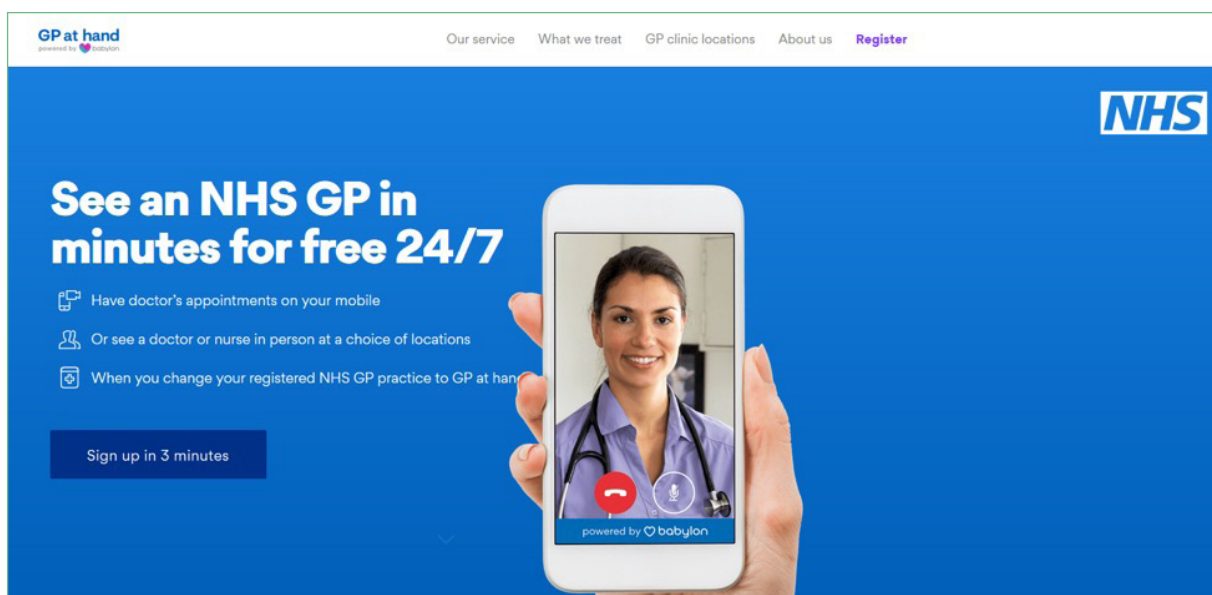 GP at hand
powered by babylon
Our service What we treat GP clinic locations About us Register
NHS
See an NHS GP in
minutes for free 24/7
Have doctor's appointments on your mobile
Or see a doctor or nurse in person at a choice of locations
When you change your registered NHS GP practice to GP at hand
Sign up in 3 minutes
powered by babylon